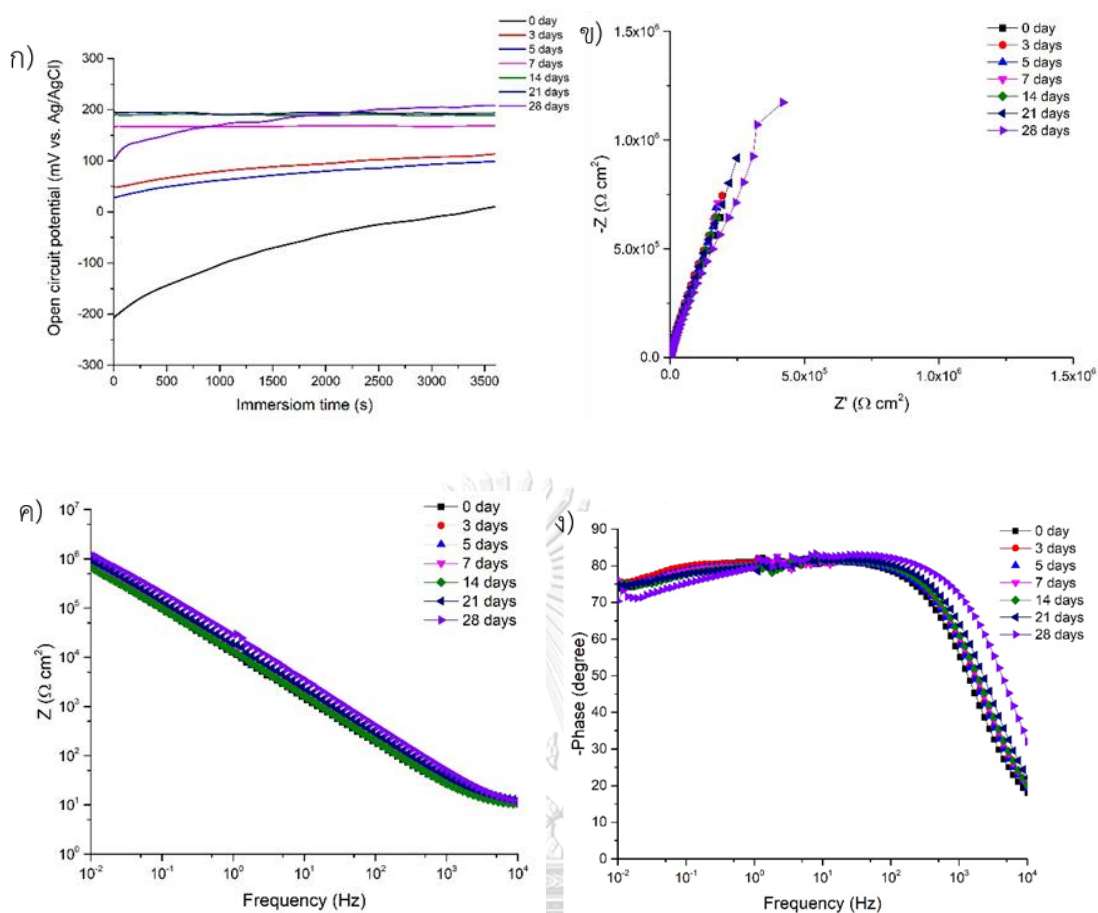 ก)
0 day
3 days
5 days
7 days
14 days
21 days
28 days
Open circuit potential (mV vs. Ag/AgCl)
300
200
100
0
-100
-200
-300
0 500 1000 1500 2000 2500 3000 3500
Immersiom time (s)
ข)
0 day
3 days
5 days
7 days
14 days
21 days
28 days
-Z (Ω cm²)
1.5x10⁶
1.0x10⁶
5.0x10⁵
0.0
0.0 5.0x10⁵ 1.0x10⁶ 1.5x10⁶
Z' (Ω cm²)
ค)
0 day
3 days
5 days
7 days
14 days
21 days
28 days
Z (Ω cm²)
10⁷
10⁶
10⁵
10⁴
10³
10²
10¹
10⁰
10⁻² 10⁻¹ 10⁰ 10¹ 10² 10³ 10⁴
Frequency (Hz)
ง)
0 day
3 days
5 days
7 days
14 days
21 days
28 days
-Phase (degree)
90
80
70
60
50
40
30
20
10
0
10⁻² 10⁻¹ 10⁰ 10¹ 10² 10³ 10⁴
Frequency (Hz)